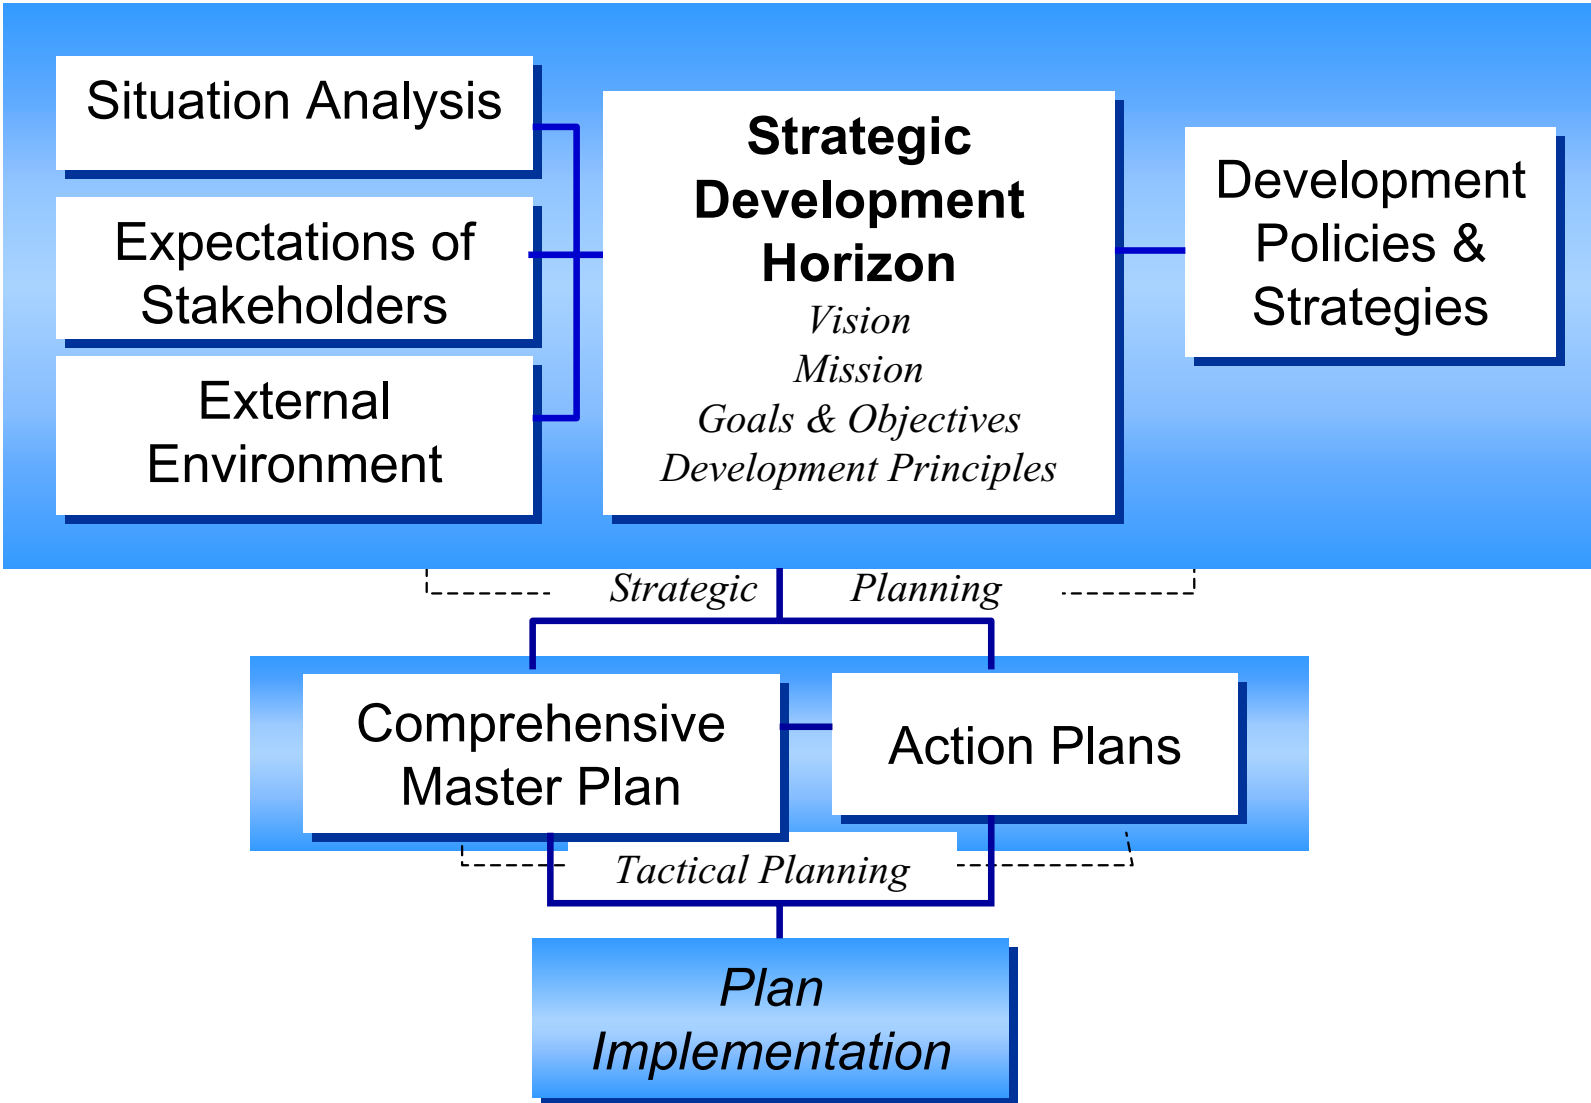 Situation Analysis
Expectations of
Stakeholders
External
Environment
Strategic
Development
Horizon
Vision
Mission
Goals & Objectives
Development Principles
Development
Policies &
Strategies
Strategic Planning
Comprehensive
Master Plan
Action Plans
Tactical Planning
Plan
Implementation